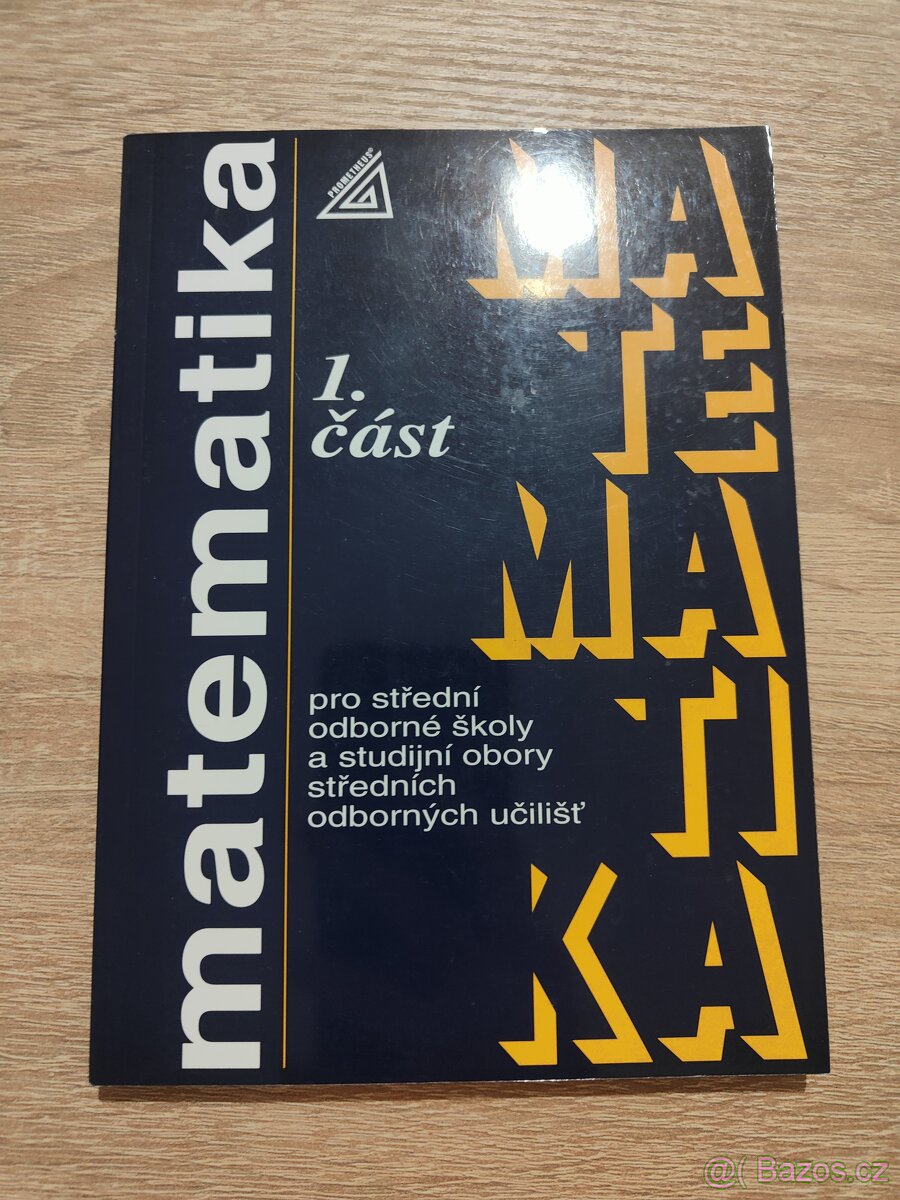 matematika
PROMETHEUS®
1.
část
pro střední
odborné školy
a studijní obory
středních
odborných učilišť
MA
TE
MA
TI
KA
@( Bazos.cz